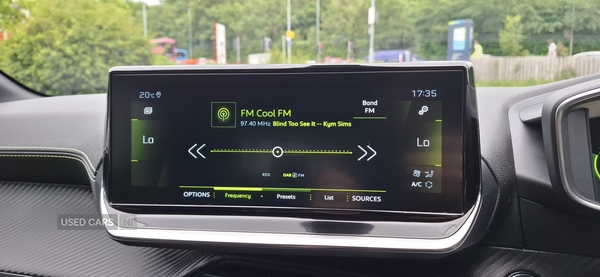 20°C
17:35
FM Cool FM
97.40 MHz Blind Too See It -- Kym Sims
Band
FM
Lo
Lo
RDS DAB FM
A/C
OPTIONS Frequency Presets List SOURCES
USED CARS NI